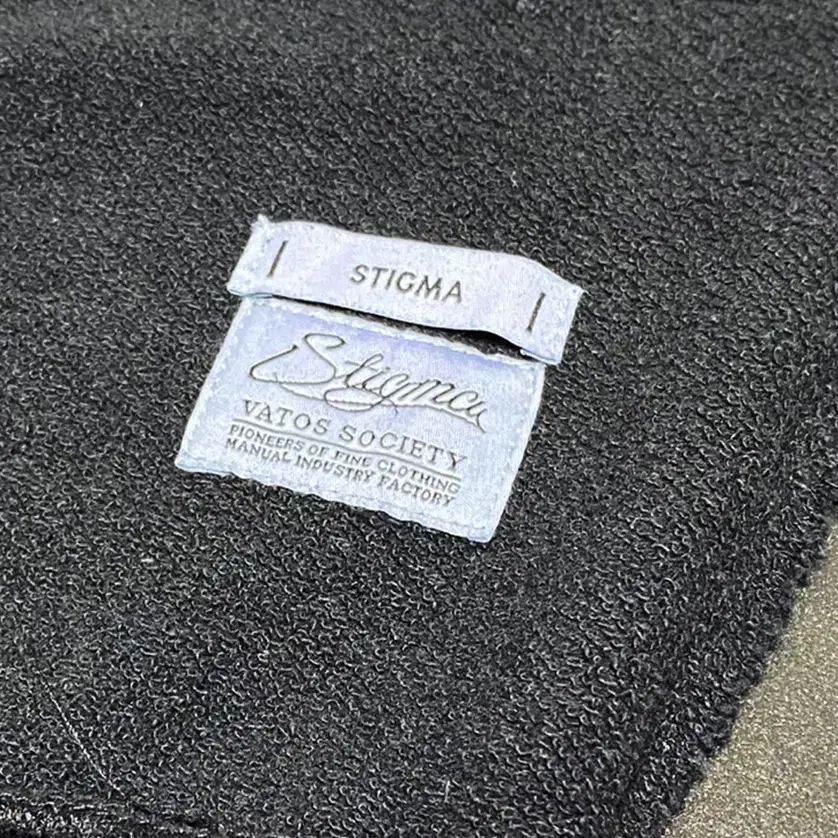 STIGMA
Stigma
VATOS SOCIETY
PIONEERS OF FINE CLOTHING
MANUAL INDUSTRY FACTORY